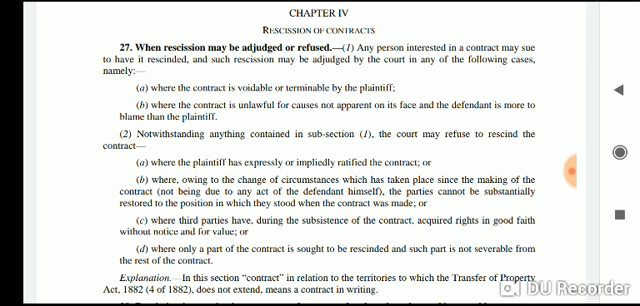 CHAPTER IV
RESCISSION OF CONTRACTS
27. When rescission may be adjudged or refused.—(1) Any person interested in a contract may sue
to have it rescinded, and such rescission may be adjudged by the court in any of the following cases,
namely:—
(a) where the contract is voidable or terminable by the plaintiff;
(b) where the contract is unlawful for causes not apparent on its face and the defendant is more to
blame than the plaintiff.
(2) Notwithstanding anything contained in sub-section (1), the court may refuse to rescind the
contract—
(a) where the plaintiff has expressly or impliedly ratified the contract; or
(b) where, owing to the change of circumstances which has taken place since the making of the
contract (not being due to any act of the defendant himself), the parties cannot be substantially
restored to the position in which they stood when the contract was made; or
(c) where third parties have, during the subsistence of the contract, acquired rights in good faith
without notice and for value; or
(d) where only a part of the contract is sought to be rescinded and such part is not severable from
the rest of the contract.
Explanation.—In this section "contract" in relation to the territories to which the Transfer of Property
Act, 1882 (4 of 1882), does not extend, means a contract in writing.
DU Recorder